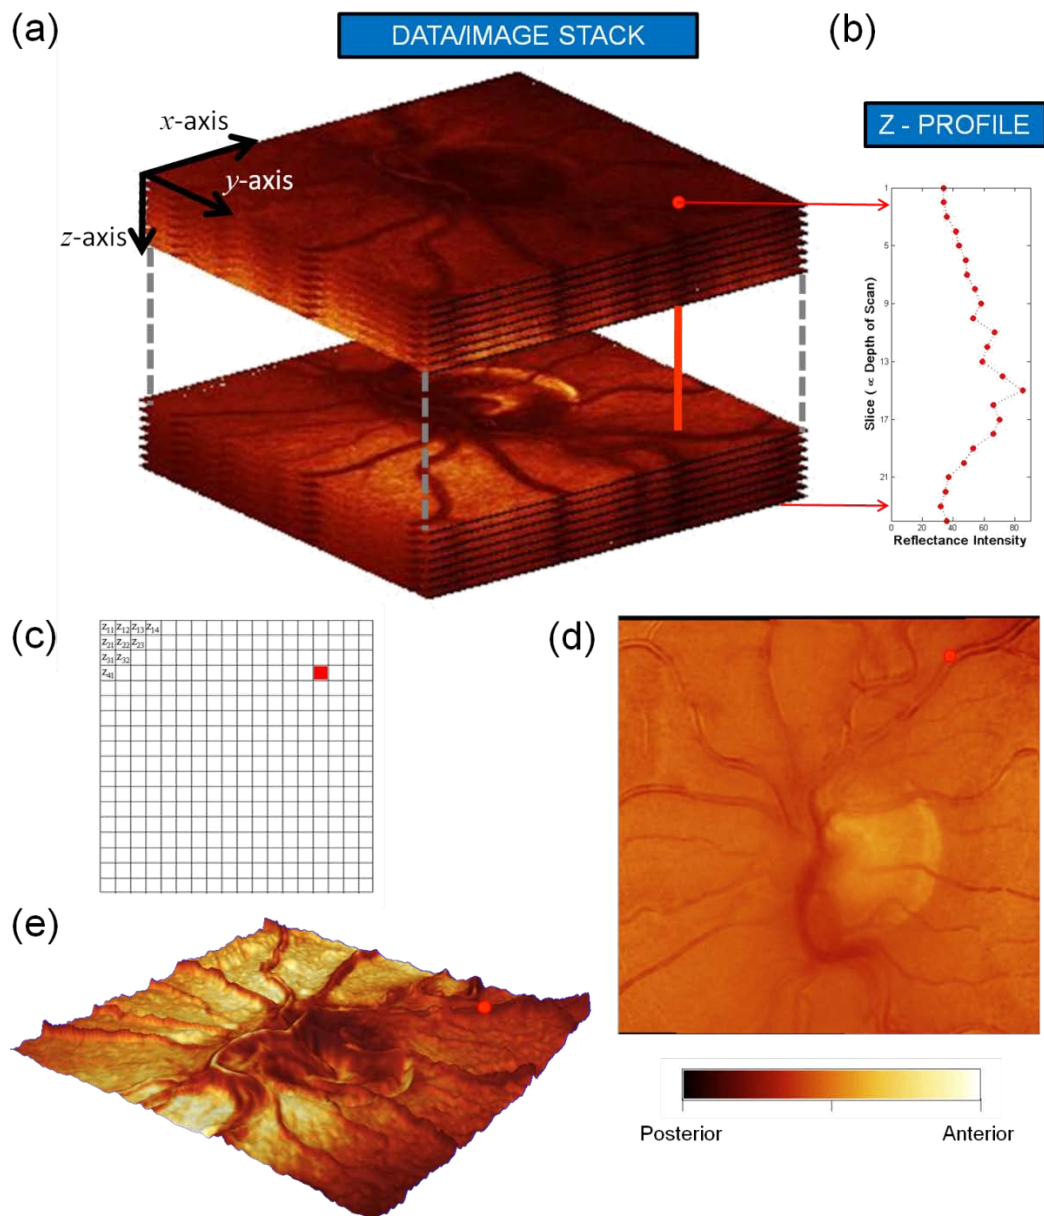 (a)
DATA/IMAGE STACK
(b)
x-axis
y-axis
z-axis
Z - PROFILE
1
5
9
13
17
21
Slice ( ∝ Depth of Scan)
0 20 40 60 80
Reflectance Intensity
(c)
z11 z12 z13 z14
z21 z22 z23
z31 z32
z41
(d)
(e)
Posterior Anterior